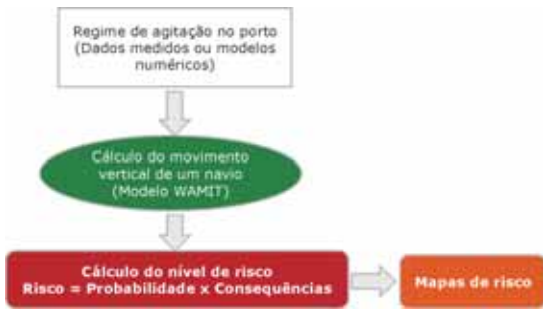 Regime de agitação no porto
(Dados medidos ou modelos
numéricos)
Cálculo do movimento
vertical de um navio
(Modelo WAMIT)
Cálculo do nível de risco
Risco = Probabilidade x Consequências
Mapas de risco